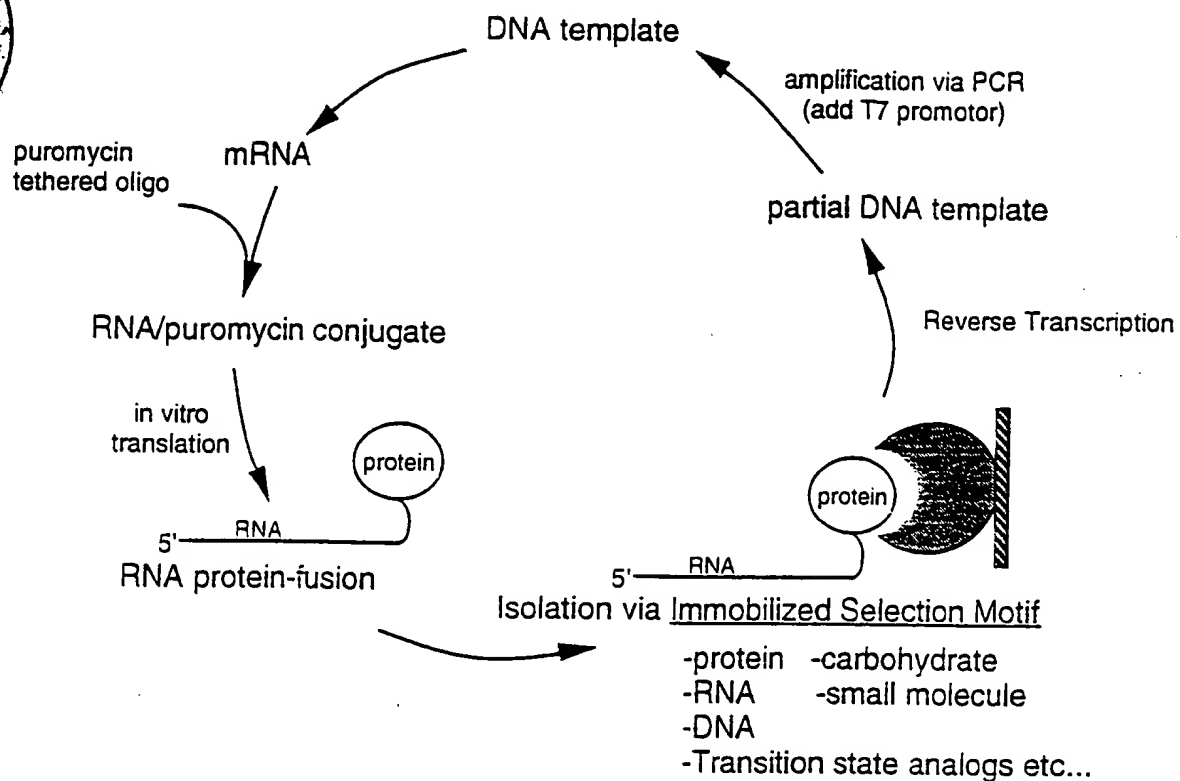 DNA template
amplification via PCR
(add T7 promotor)
puromycin
tethered oligo
mRNA
partial DNA template
RNA/puromycin conjugate
Reverse Transcription
in vitro
translation
protein
5'
RNA
RNA protein-fusion
protein
5'
RNA
Isolation via Immobilized Selection Motif
-protein -carbohydrate
-RNA -small molecule
-DNA
-Transition state analogs etc...